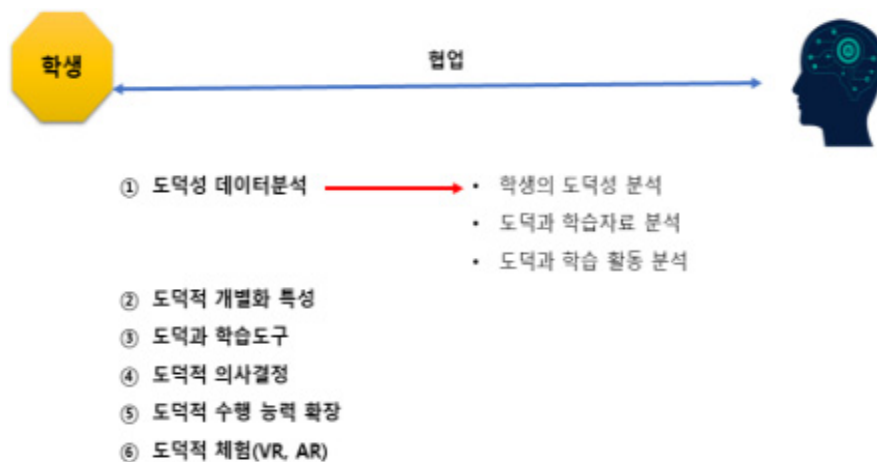 학생
협업
① 도덕성 데이터분석
• 학생의 도덕성 분석
• 도덕과 학습자료 분석
• 도덕과 학습 활동 분석
② 도덕적 개별화 특성
③ 도덕과 학습도구
④ 도덕적 의사결정
⑤ 도덕적 수행 능력 확장
⑥ 도덕적 체험(VR, AR)